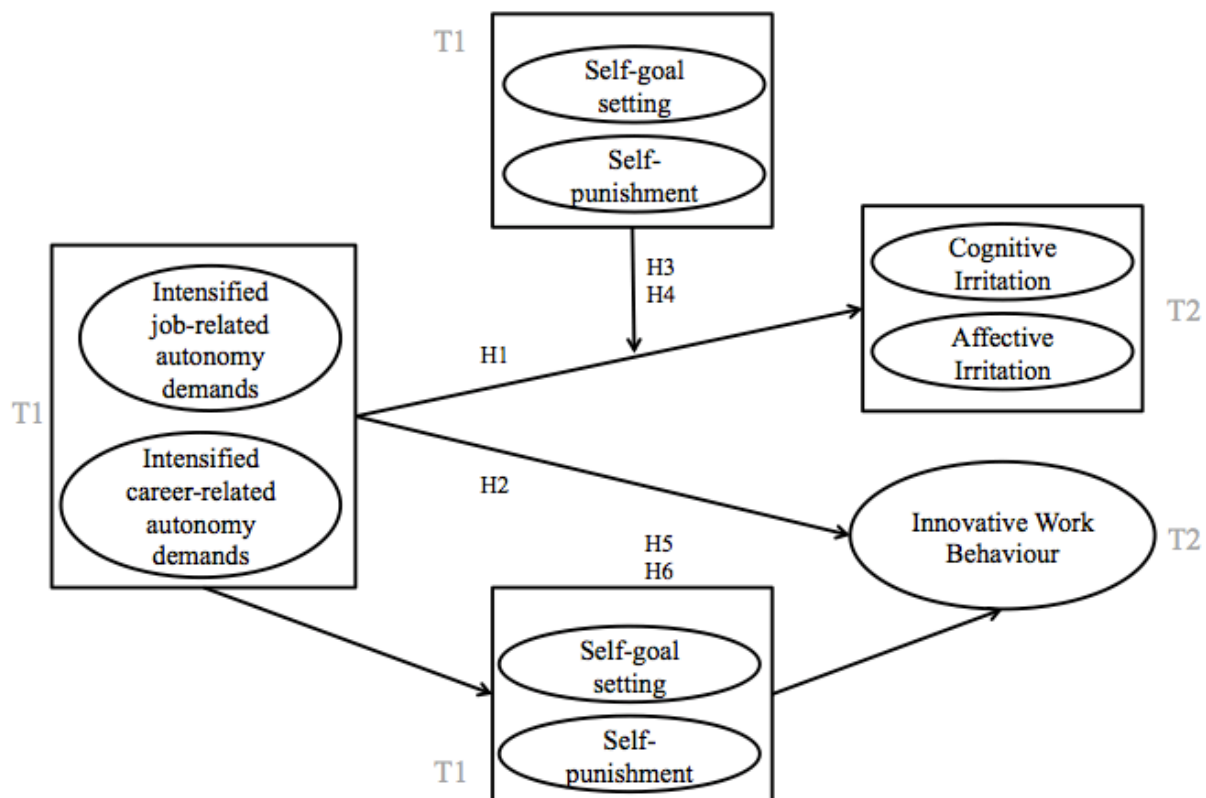 T1
Self-goal
setting
Self-
punishment
H3
H4
Cognitive
Irritation
Affective
Irritation
T2
Intensified
job-related
autonomy
demands
T1
Intensified
career-related
autonomy
demands
H1
H2
Innovative Work
Behaviour
T2
H5
H6
Self-goal
setting
Self-
punishment
T1